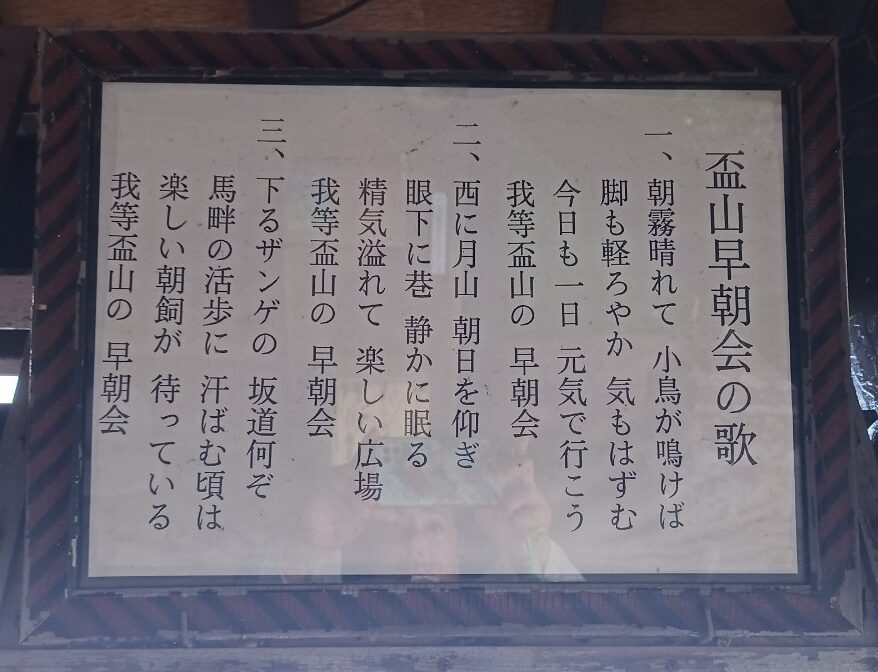 盃山早朝会の歌
一、朝霧晴れて 小鳥が鳴けば
脚も軽ろやか 気もはずむ
今日も一日 元気で行こう
我等盃山の 早朝会
二、西に月山 朝日を仰ぎ
眼下に巷 静かに眠る
精気溢れて 楽しい広場
我等盃山の 早朝会
三、下るザンゲの 坂道何ぞ
馬畔の活歩に 汗ばむ頃は
楽しい朝飼が 待っている
我等盃山の 早朝会